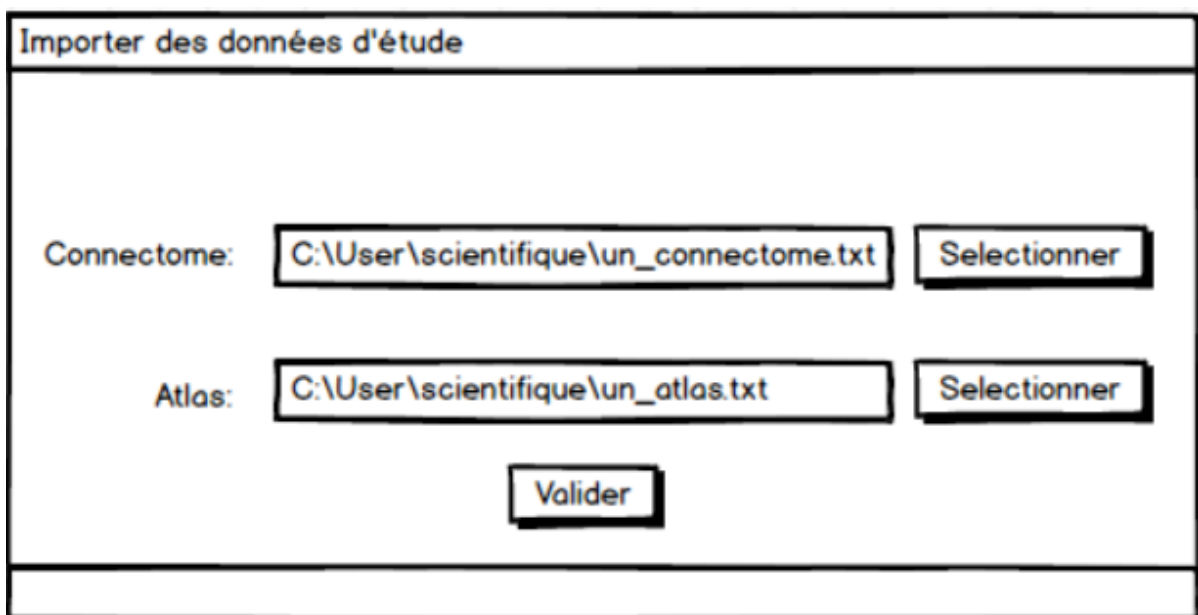 Importer des données d'étude
Connectome: C:\User\scientifique\un_connectome.txt Selectionner
Atlas: C:\User\scientifique\un_atlas.txt Selectionner
Valider